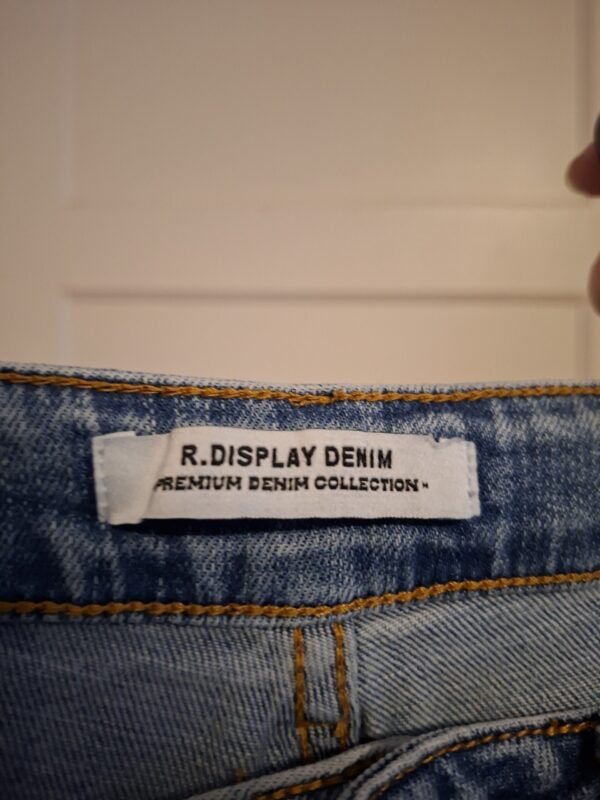 R.DISPLAY DENIM
PREMIUM DENIM COLLECTION-